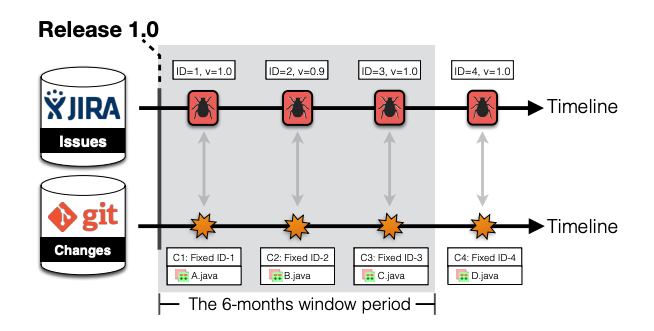 Release 1.0
ID=1, v=1.0
ID=2, v=0.9
ID=3, v=1.0
ID=4, v=1.0
JIRA
Issues
Timeline
git
Changes
Timeline
C1: Fixed ID-1
A.java
C2: Fixed ID-2
B.java
C3: Fixed ID-3
C.java
C4: Fixed ID-4
D.java
The 6-months window period